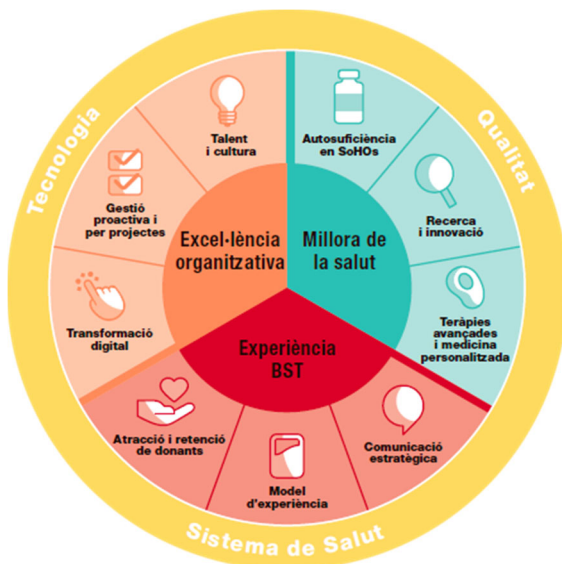 Tecnologia
Qualitat
Sistema de Salut
Talent
i cultura
Autosuficiència
en SoHOs
Gestió
proactiva i
per projectes
Recerca
i innovació
Excel·lència
organitzativa
Millora de
la salut
Transformació
digital
Teràpies
avançades
i medicina
personalitzada
Experiència
BST
Atracció i retenció
de donants
Model
d'experiència
Comunicació
estratègica